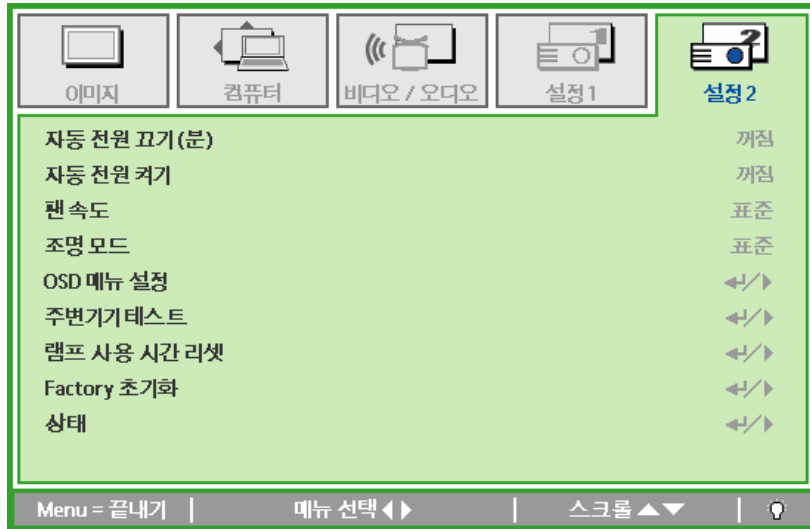 이미지
컴퓨터
비디오 / 오디오
설정 1
설정 2
자동 전원 끄기 (분) 꺼짐
자동 전원 켜기 꺼짐
팬 속도 표준
조명 모드 표준
OSD 메뉴 설정
주변기기 테스트
램프 사용 시간 리셋
Factory 초기화
상태
Menu = 끝내기 메뉴 선택 스크롤